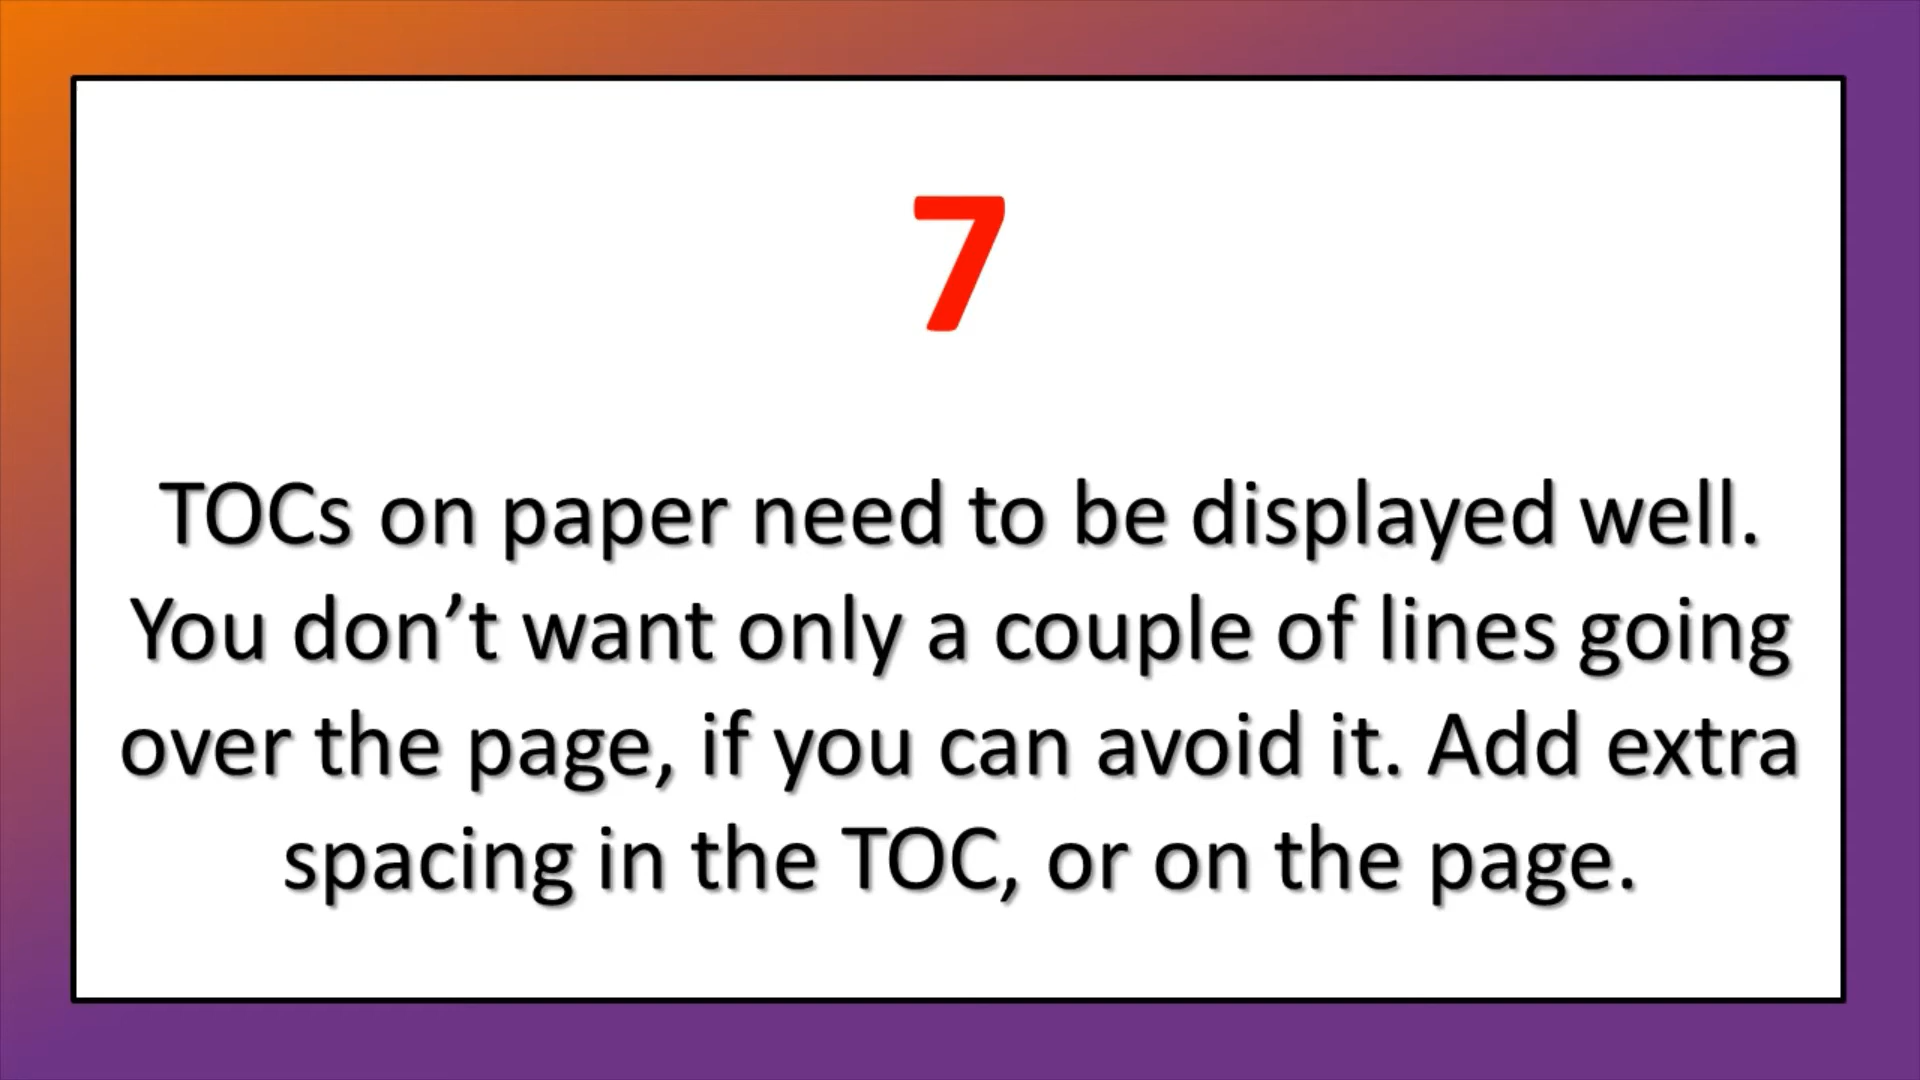 7
TOCs on paper need to be displayed well.
You don’t want only a couple of lines going
over the page, if you can avoid it. Add extra
spacing in the TOC, or on the page.